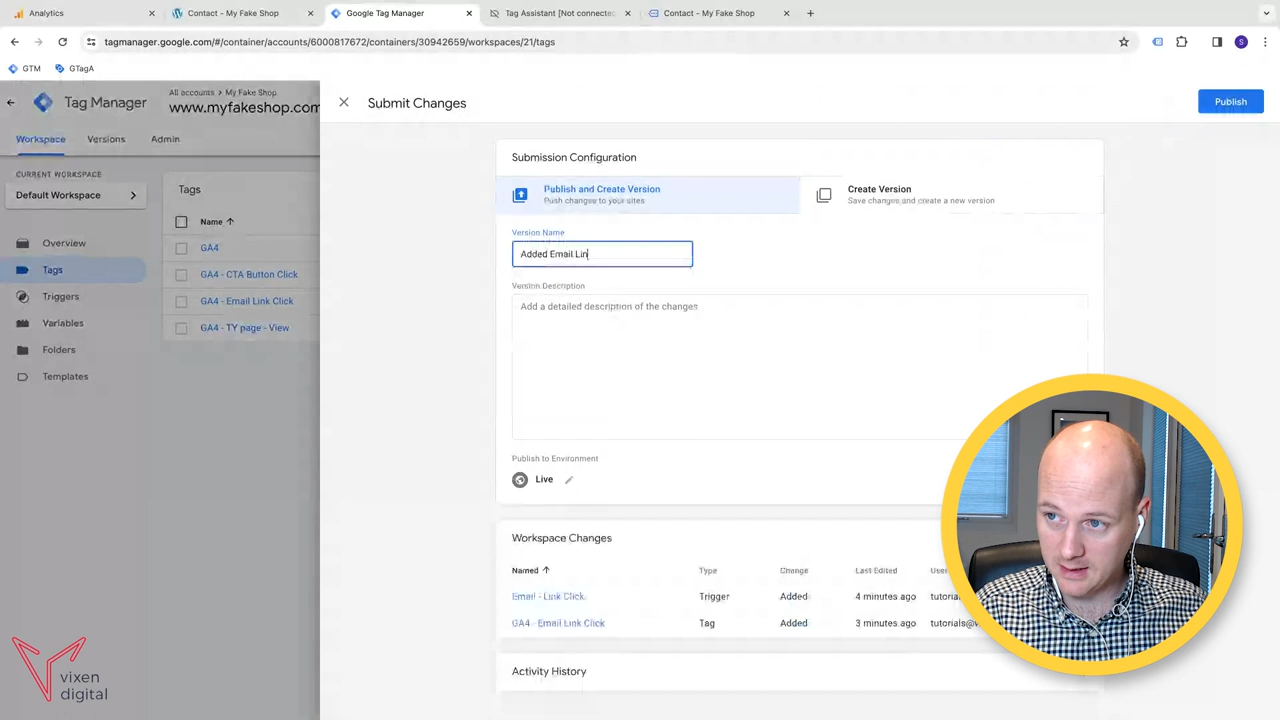 Analytics
Contact - My Fake Shop
Google Tag Manager
Tag Assistant [Not connecte
Contact - My Fake Shop
tagmanager.google.com/#/container/accounts/6000817672/containers/30942659/workspaces/21/tags
S
GTM
GTagA
Tag Manager
All accounts > My Fake Shop
www.myfakeshop.com
Submit Changes
Publish
Workspace
Versions
Admin
CURRENT WORKSPACE
Default Workspace
Overview
Tags
Triggers
Variables
Folders
Templates
Tags
Name
GA4
GA4 - CTA Button Click
GA4 - Email Link Click
GA4 - TY page - View
Submission Configuration
Publish and Create Version
Push changes to your sites
Create Version
Save changes and create a new version
Version Name
Added Email Lin
Version Description
Add a detailed description of the changes
Publish to Environment
Live
Workspace Changes
Named
Type
Change
Last Edited
User
Email - Link Click
Trigger
Added
4 minutes ago
tutorials
GA4 - Email Link Click
Tag
Added
3 minutes ago
tutorials@
Activity History
vixen
digital